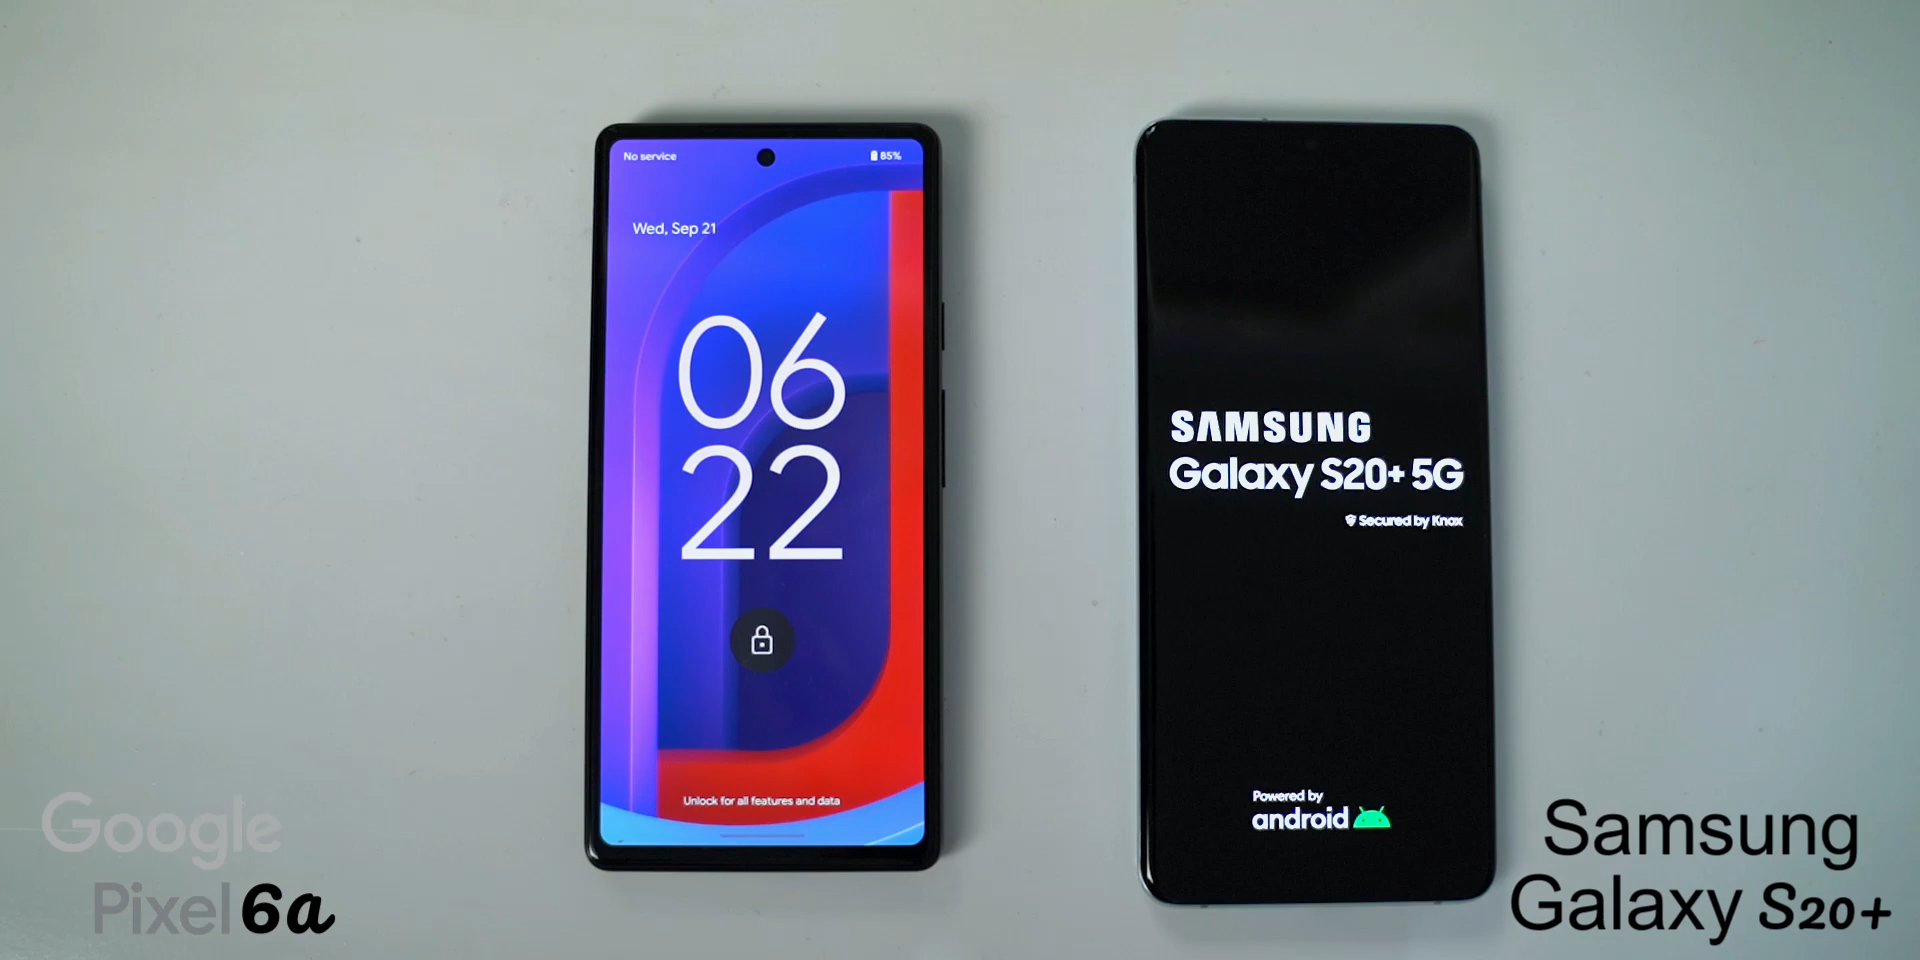 No service
85%
Wed, Sep 21
06
22
Unlock for all features and data
SAMSUNG
Galaxy S20+ 5G
Secured by Knox
Powered by
android
Google
Pixel 6a
Samsung
Galaxy S20+